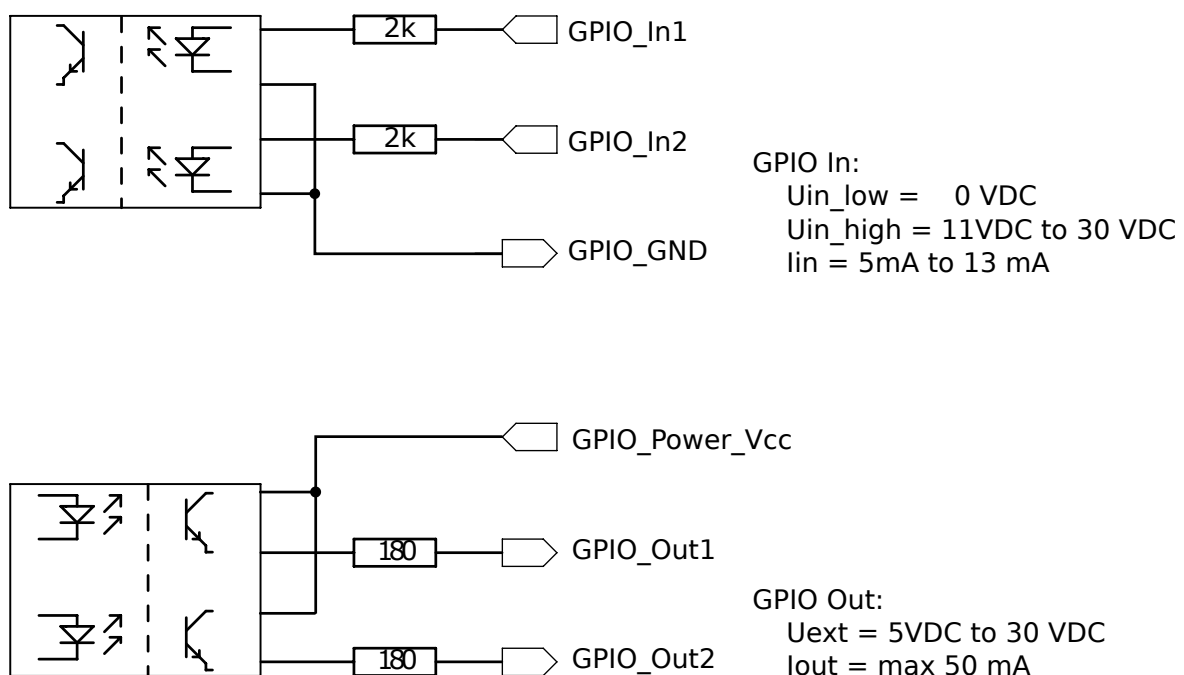 2k
GPIO_In1
2k
GPIO_In2
GPIO In:
Uin_low = 0 VDC
Uin_high = 11VDC to 30 VDC
Iin = 5mA to 13 mA
GPIO_GND
GPIO_Power_Vcc
180
GPIO_Out1
GPIO Out:
Uext = 5VDC to 30 VDC
Iout = max 50 mA
180
GPIO_Out2